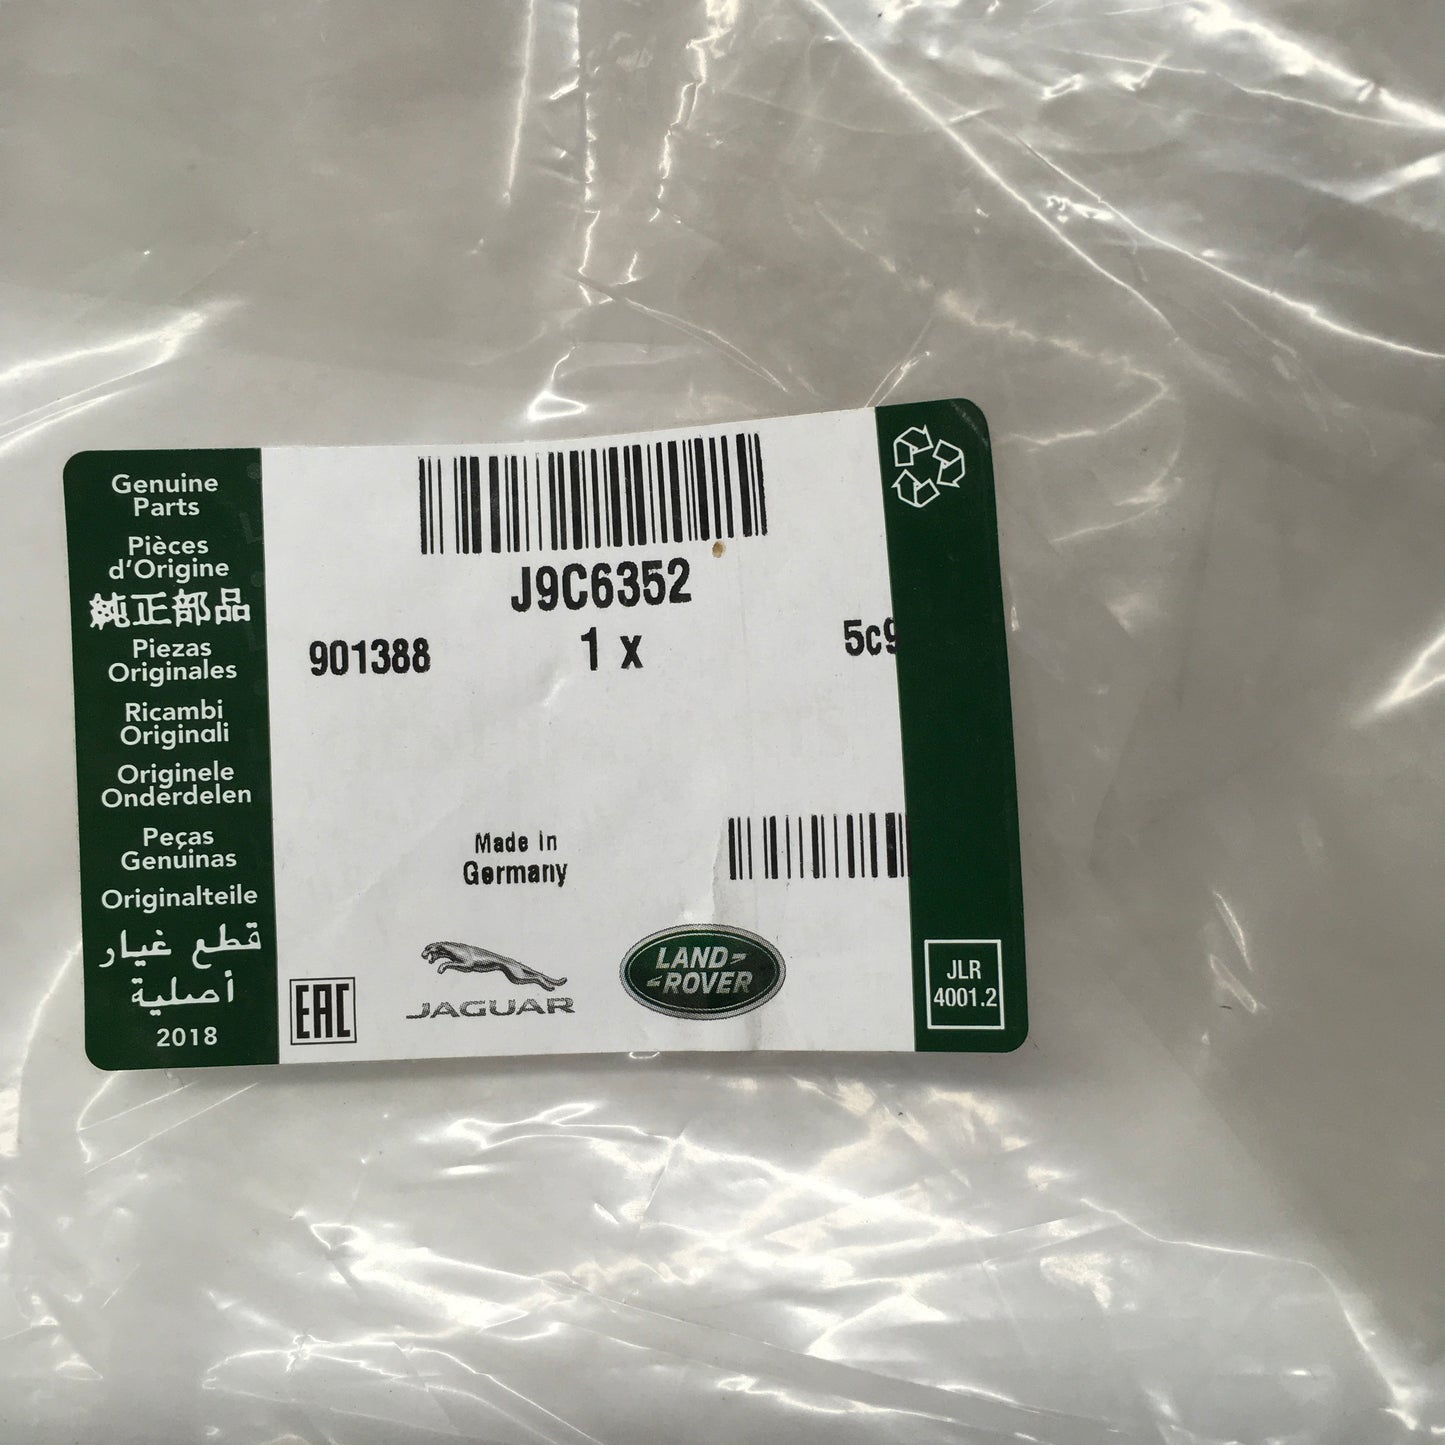 Genuine
Parts
Pièces
d'Origine
純正部品
Piezas
Originales
Ricambi
Originali
Originele
Onderdelen
Peças
Genuinas
Originalteile
قطع غيار
أصلية
2018
J9C6352
901388
1 x
5c9
Made in
Germany
EAC
JAGUAR
LAND
ROVER
JLR
4001.2